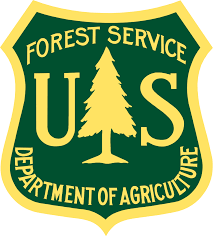 FOREST SERVICE
U S
DEPARTMENT OF AGRICULTURE